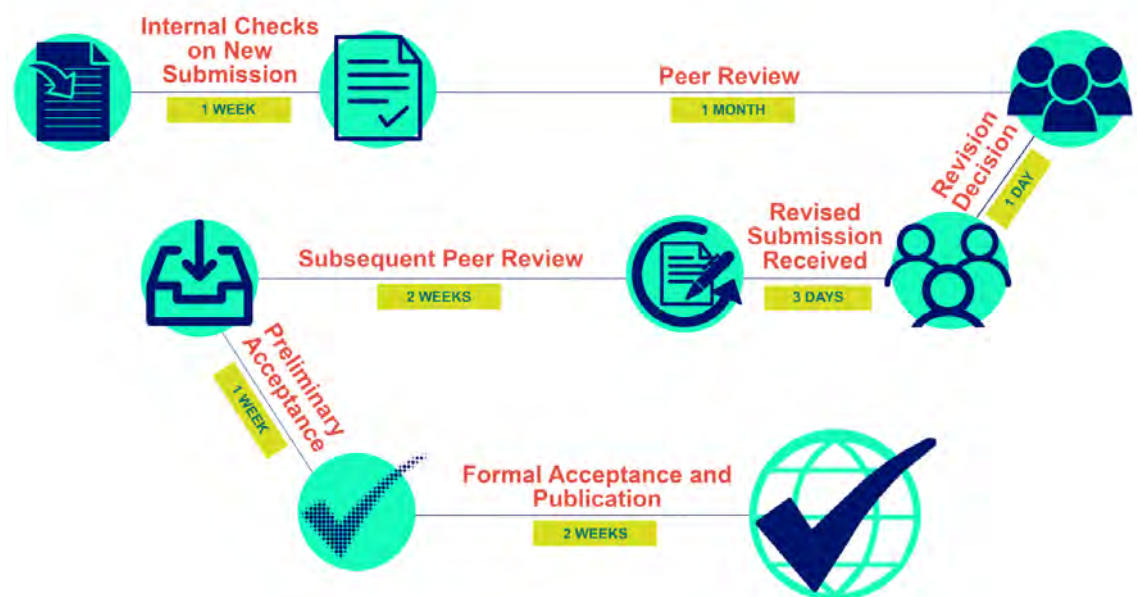 Internal Checks
on New
Submission
1 WEEK
Peer Review
1 MONTH
Revision
Decision
1 DAY
Revised
Submission
Received
3 DAYS
Subsequent Peer Review
2 WEEKS
Preliminary
Acceptance
1 WEEK
Formal Acceptance and
Publication
2 WEEKS